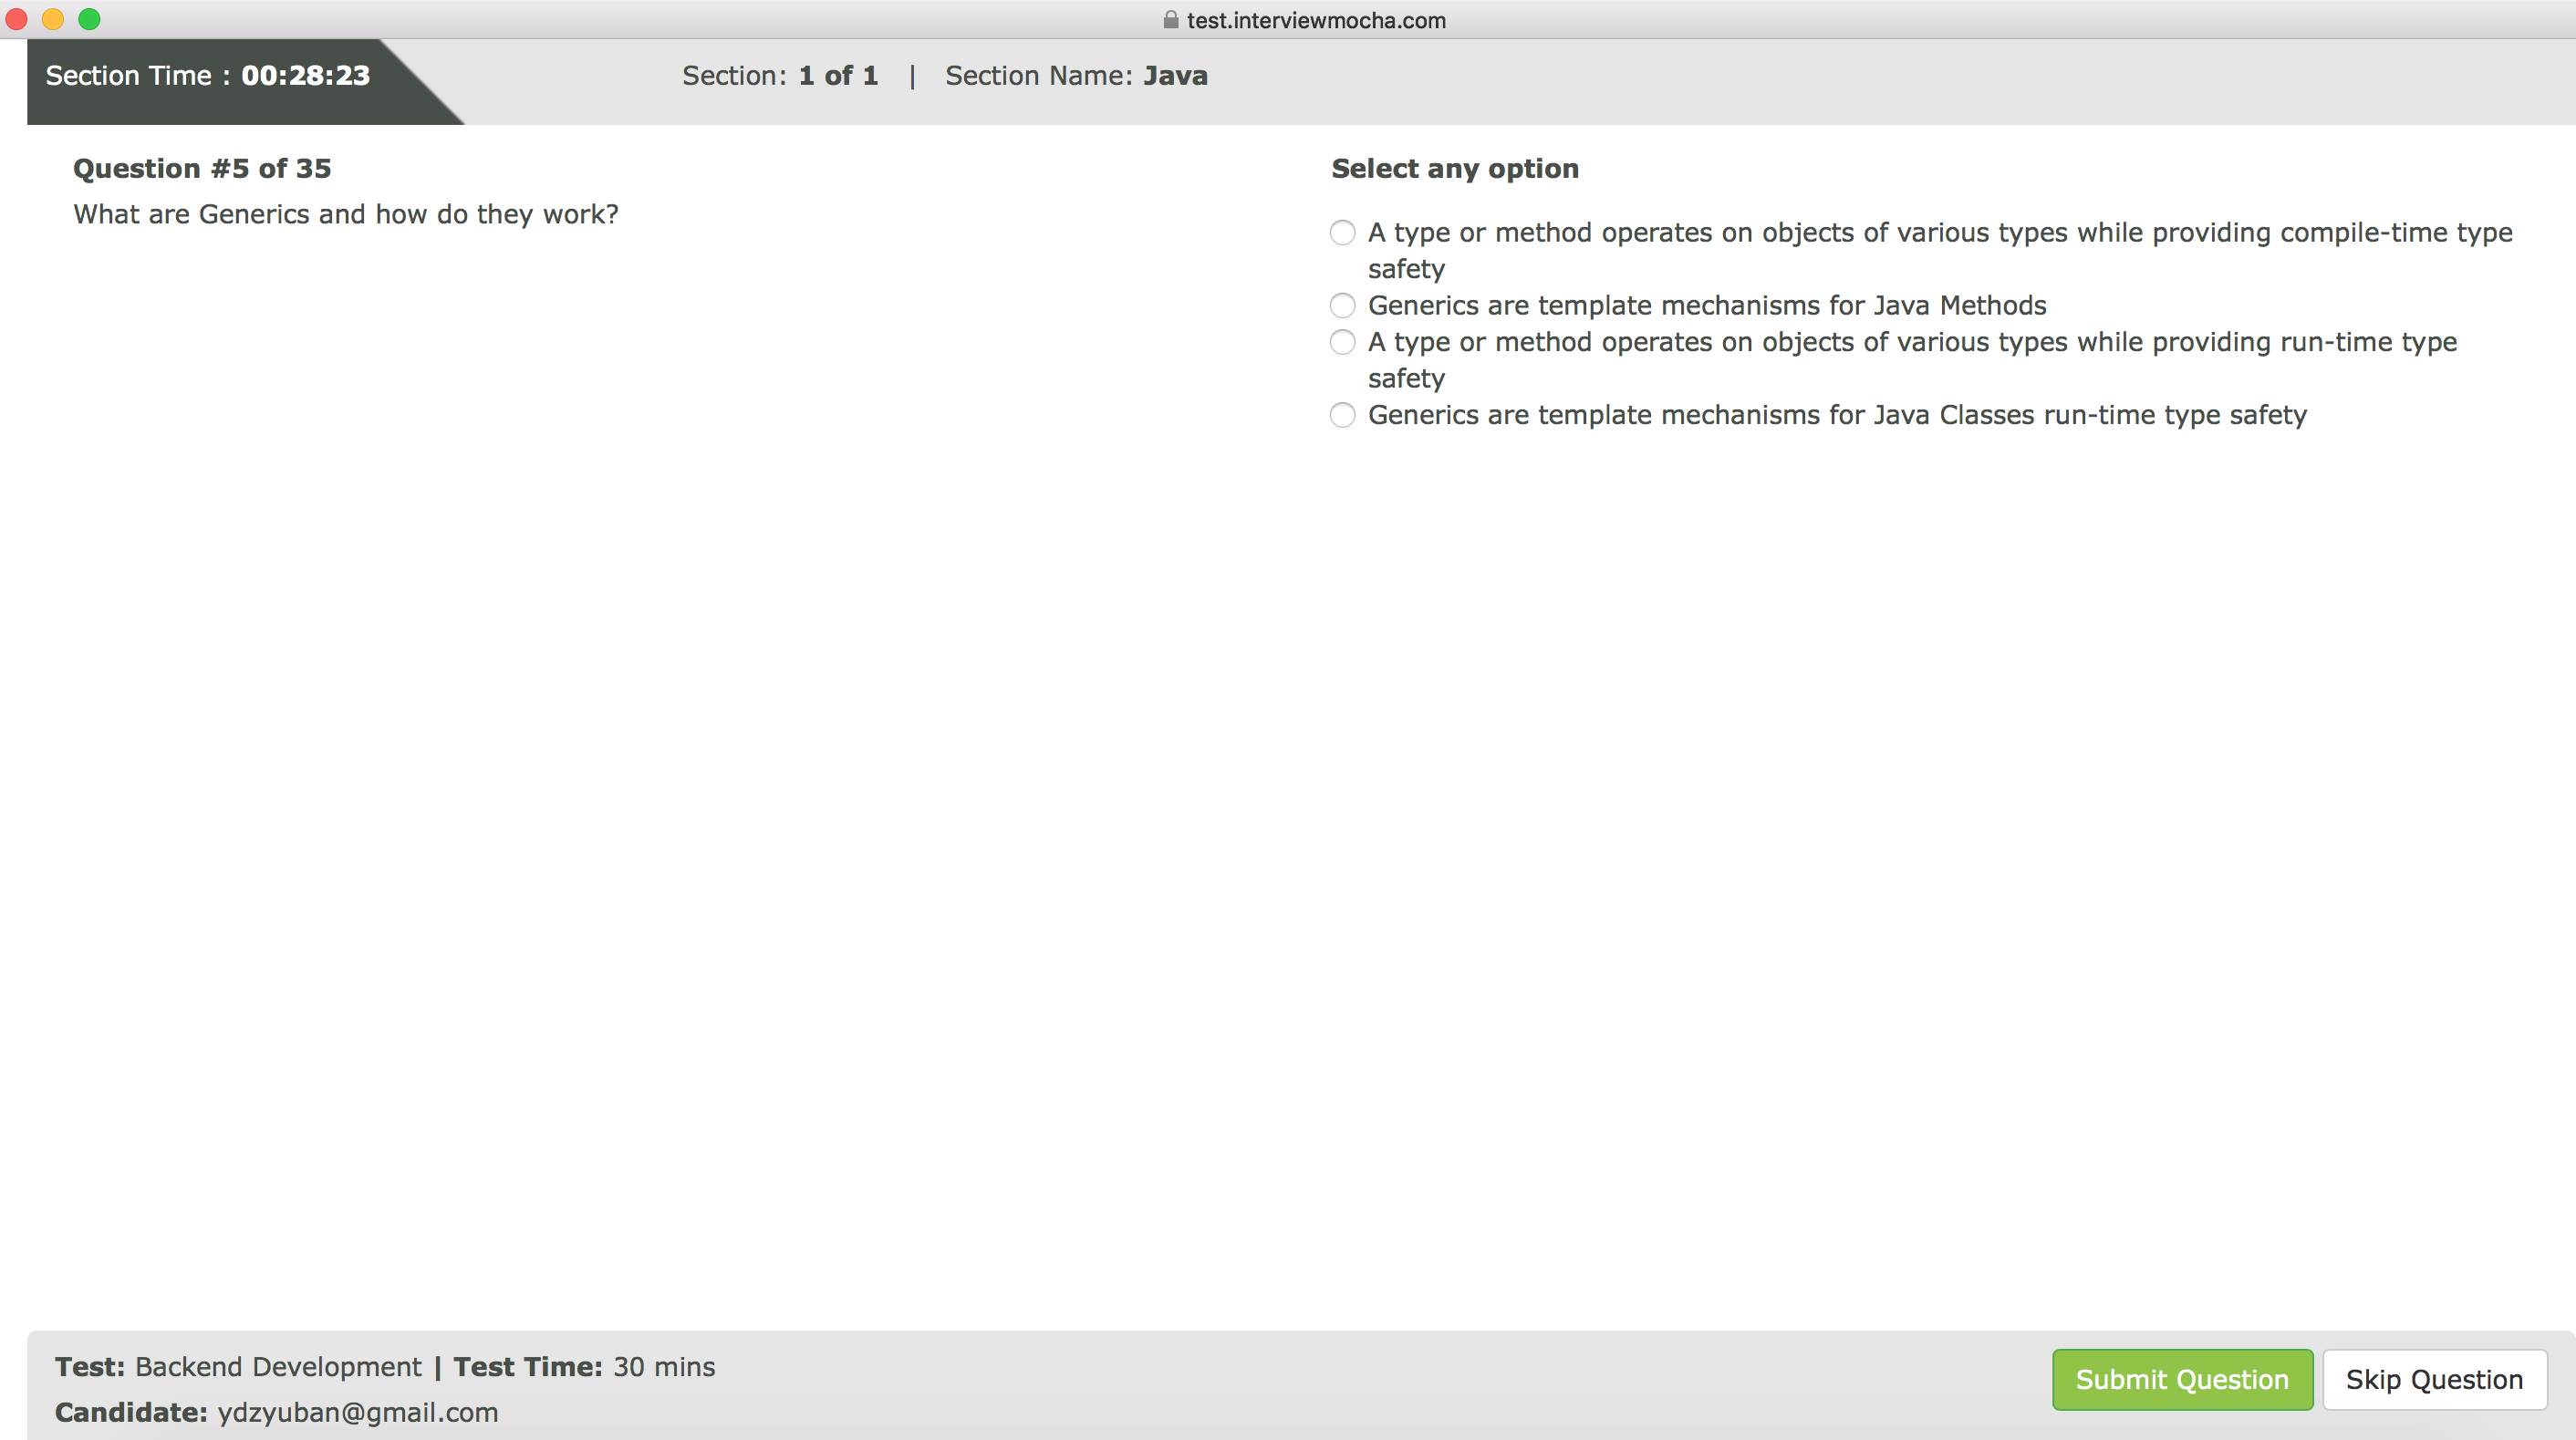 test.interviewmocha.com
Section Time : 00:28:23
Section: 1 of 1 | Section Name: Java
Question #5 of 35
What are Generics and how do they work?
Select any option
A type or method operates on objects of various types while providing compile-time type
safety
Generics are template mechanisms for Java Methods
A type or method operates on objects of various types while providing run-time type
safety
Generics are template mechanisms for Java Classes run-time type safety
Test: Backend Development | Test Time: 30 mins
Candidate: ydzyuban@gmail.com
Submit Question
Skip Question